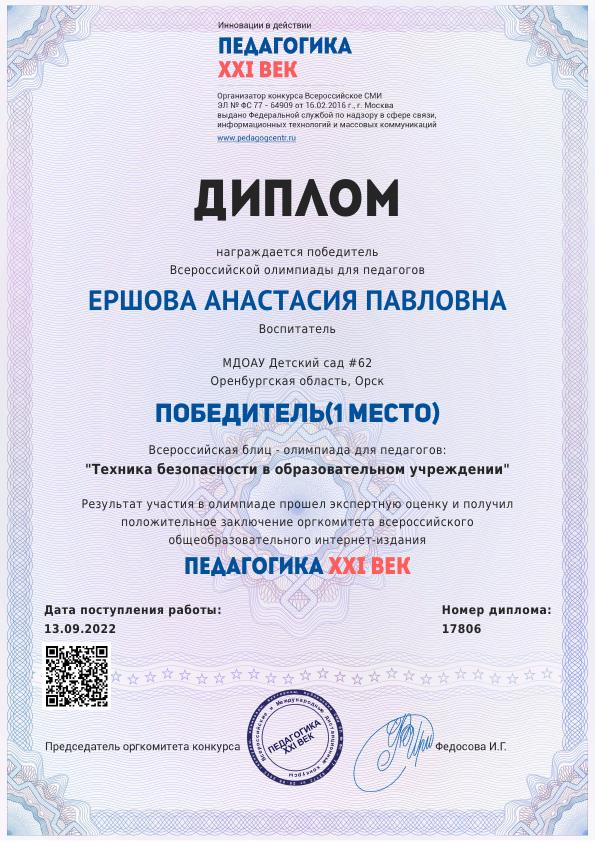 Инновации в действии
ПЕДАГОГИКА
XXI ВЕК
Организатор конкурса Всероссийское СМИ
ЭЛ № ФС 77 - 64909 от 16.02.2016 г., г. Москва
выдано Федеральной службой по надзору в сфере связи,
информационных технологий и массовых коммуникаций
www.pedagogcentr.ru
ДИПЛОМ
награждается победитель
Всероссийской олимпиады для педагогов
ЕРШОВА АНАСТАСИЯ ПАВЛОВНА
Воспитатель
МДОАУ Детский сад #62
Оренбургская область, Орск
ПОБЕДИТЕЛЬ(1 МЕСТО)
Всероссийская блиц - олимпиада для педагогов:
"Техника безопасности в образовательном учреждении"
Результат участия в олимпиаде прошел экспертную оценку и получил
положительное заключение оргкомитета всероссийского
общеобразовательного интернет-издания
ПЕДАГОГИКА XXI ВЕК
Дата поступления работы:
13.09.2022
Номер диплома:
17806
Председатель оргкомитета конкурса
Всероссийские и Международные дистанционные конкурсы
ПЕДАГОГИКА
XXI ВЕК
Федосова И.Г.